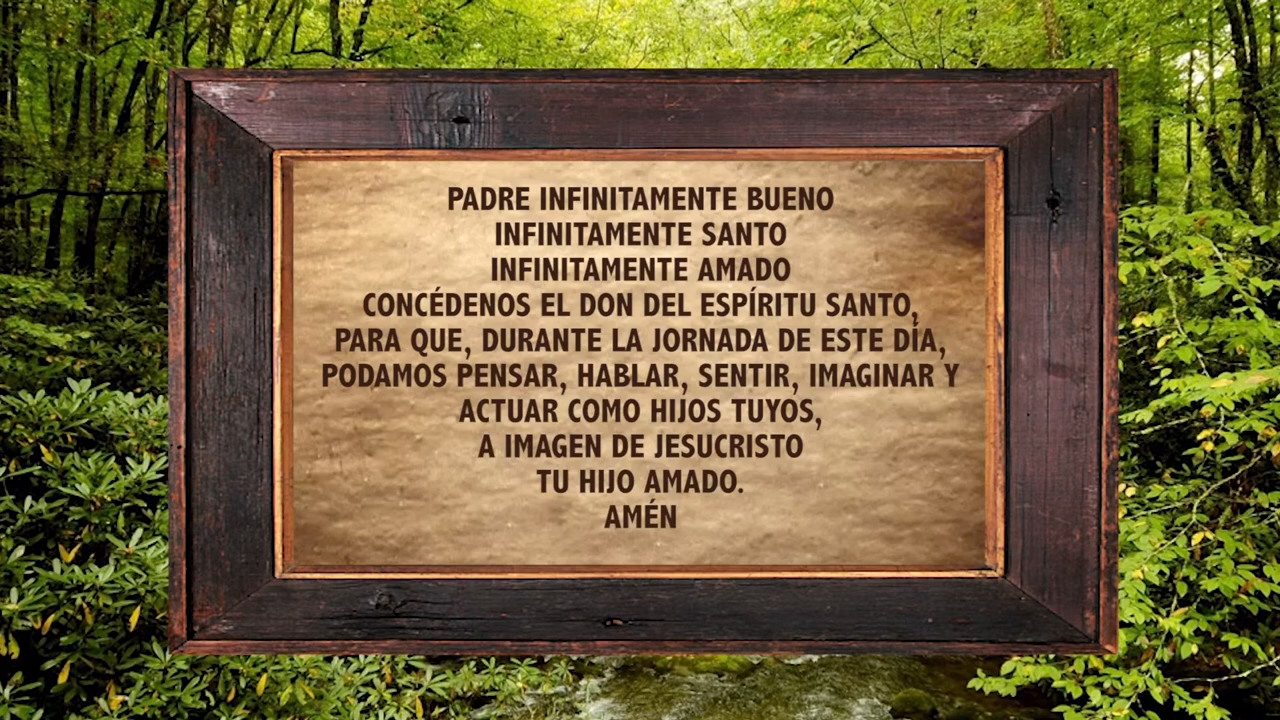 PADRE INFINITAMENTE BUENO
INFINITAMENTE SANTO
INFINITAMENTE AMADO
CONCÉDENOS EL DON DEL ESPÍRITU SANTO,
PARA QUE, DURANTE LA JORNADA DE ESTE DÍA,
PODAMOS PENSAR, HABLAR, SENTIR, IMAGINAR Y
ACTUAR COMO HIJOS TUYOS,
A IMAGEN DE JESUCRISTO
TU HIJO AMADO.
AMÉN